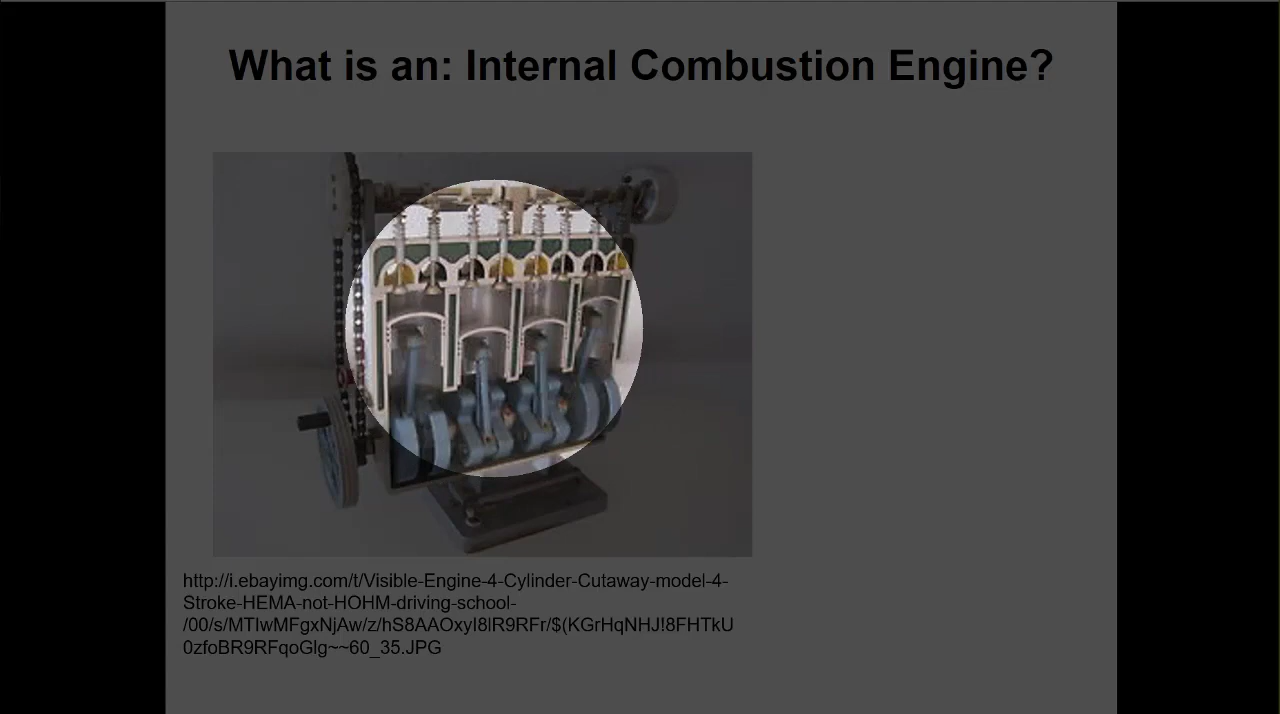 What is an: Internal Combustion Engine?
http://i.ebayimg.com/t/Visible-Engine-4-Cylinder-Cutaway-model-4-
Stroke-HEMA-not-HOHM-driving-school-
/00/s/MTIwMFgxNjAw/z/hS8AAOxyI8lR9RFr/$(KGrHqNHJ!8FHTkU
0zfoBR9RFqoGlg~~60_35.JPG